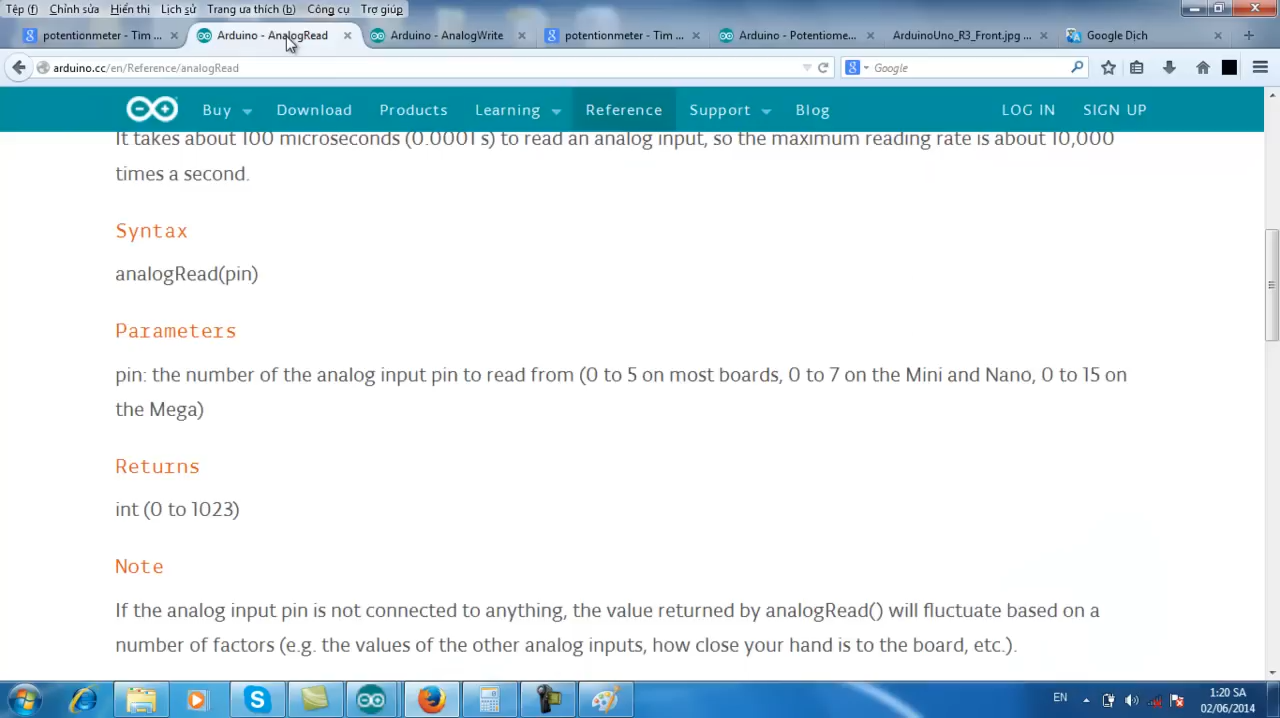 Tệp (f) Chỉnh sửa Hiển thị Lịch sử Trang ưa thích (b) Công cụ Trợ giúp
potentionmeter - Tìm ... Arduino - AnalogRead Arduino - AnalogWrite potentionmeter - Tìm ... Arduino - Potentiome... ArduinoUno_R3_Front.jpg ... Google Dịch
arduino.cc/en/Reference/analogRead Google
Buy Download Products Learning Reference Support Blog LOG IN SIGN UP
It takes about 100 microseconds (0.0001 s) to read an analog input, so the maximum reading rate is about 10,000
times a second.
Syntax
analogRead(pin)
Parameters
pin: the number of the analog input pin to read from (0 to 5 on most boards, 0 to 7 on the Mini and Nano, 0 to 15 on
the Mega)
Returns
int (0 to 1023)
Note
If the analog input pin is not connected to anything, the value returned by analogRead() will fluctuate based on a
number of factors (e.g. the values of the other analog inputs, how close your hand is to the board, etc.).
EN 1:20 SA
02/06/2014